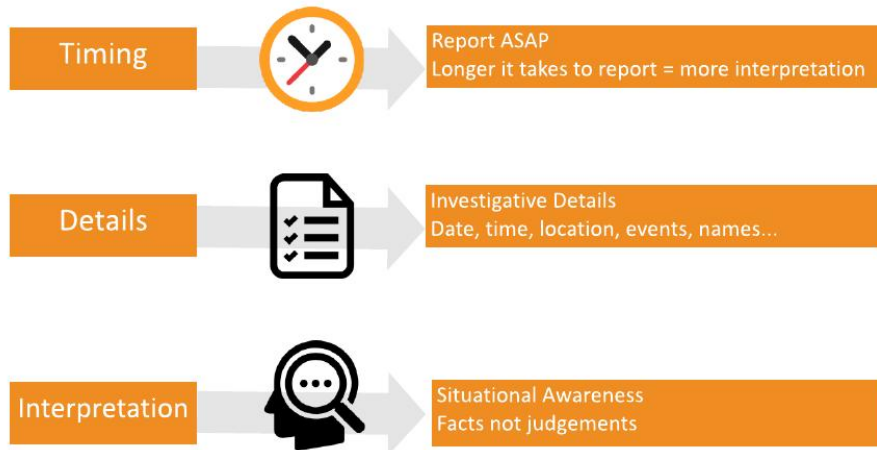 Timing
Report ASAP
Longer it takes to report = more interpretation
Details
Investigative Details
Date, time, location, events, names...
Interpretation
Situational Awareness
Facts not judgements